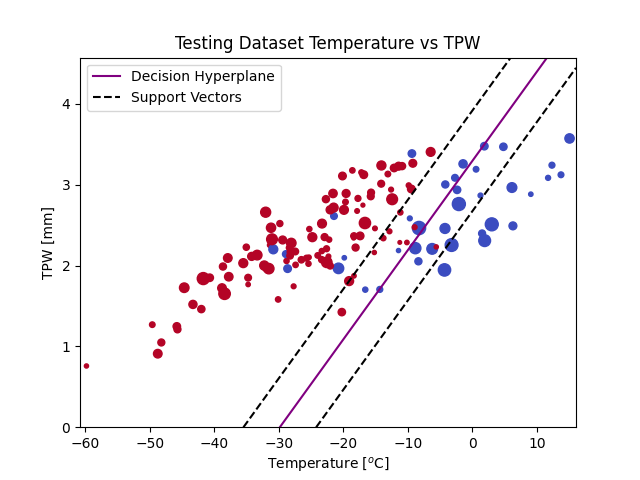 Testing Dataset Temperature vs TPW
Decision Hyperplane
Support Vectors
TPW [mm]
4
3
2
1
0
−60 −50 −40 −30 −20 −10 0 10
Temperature [°C]